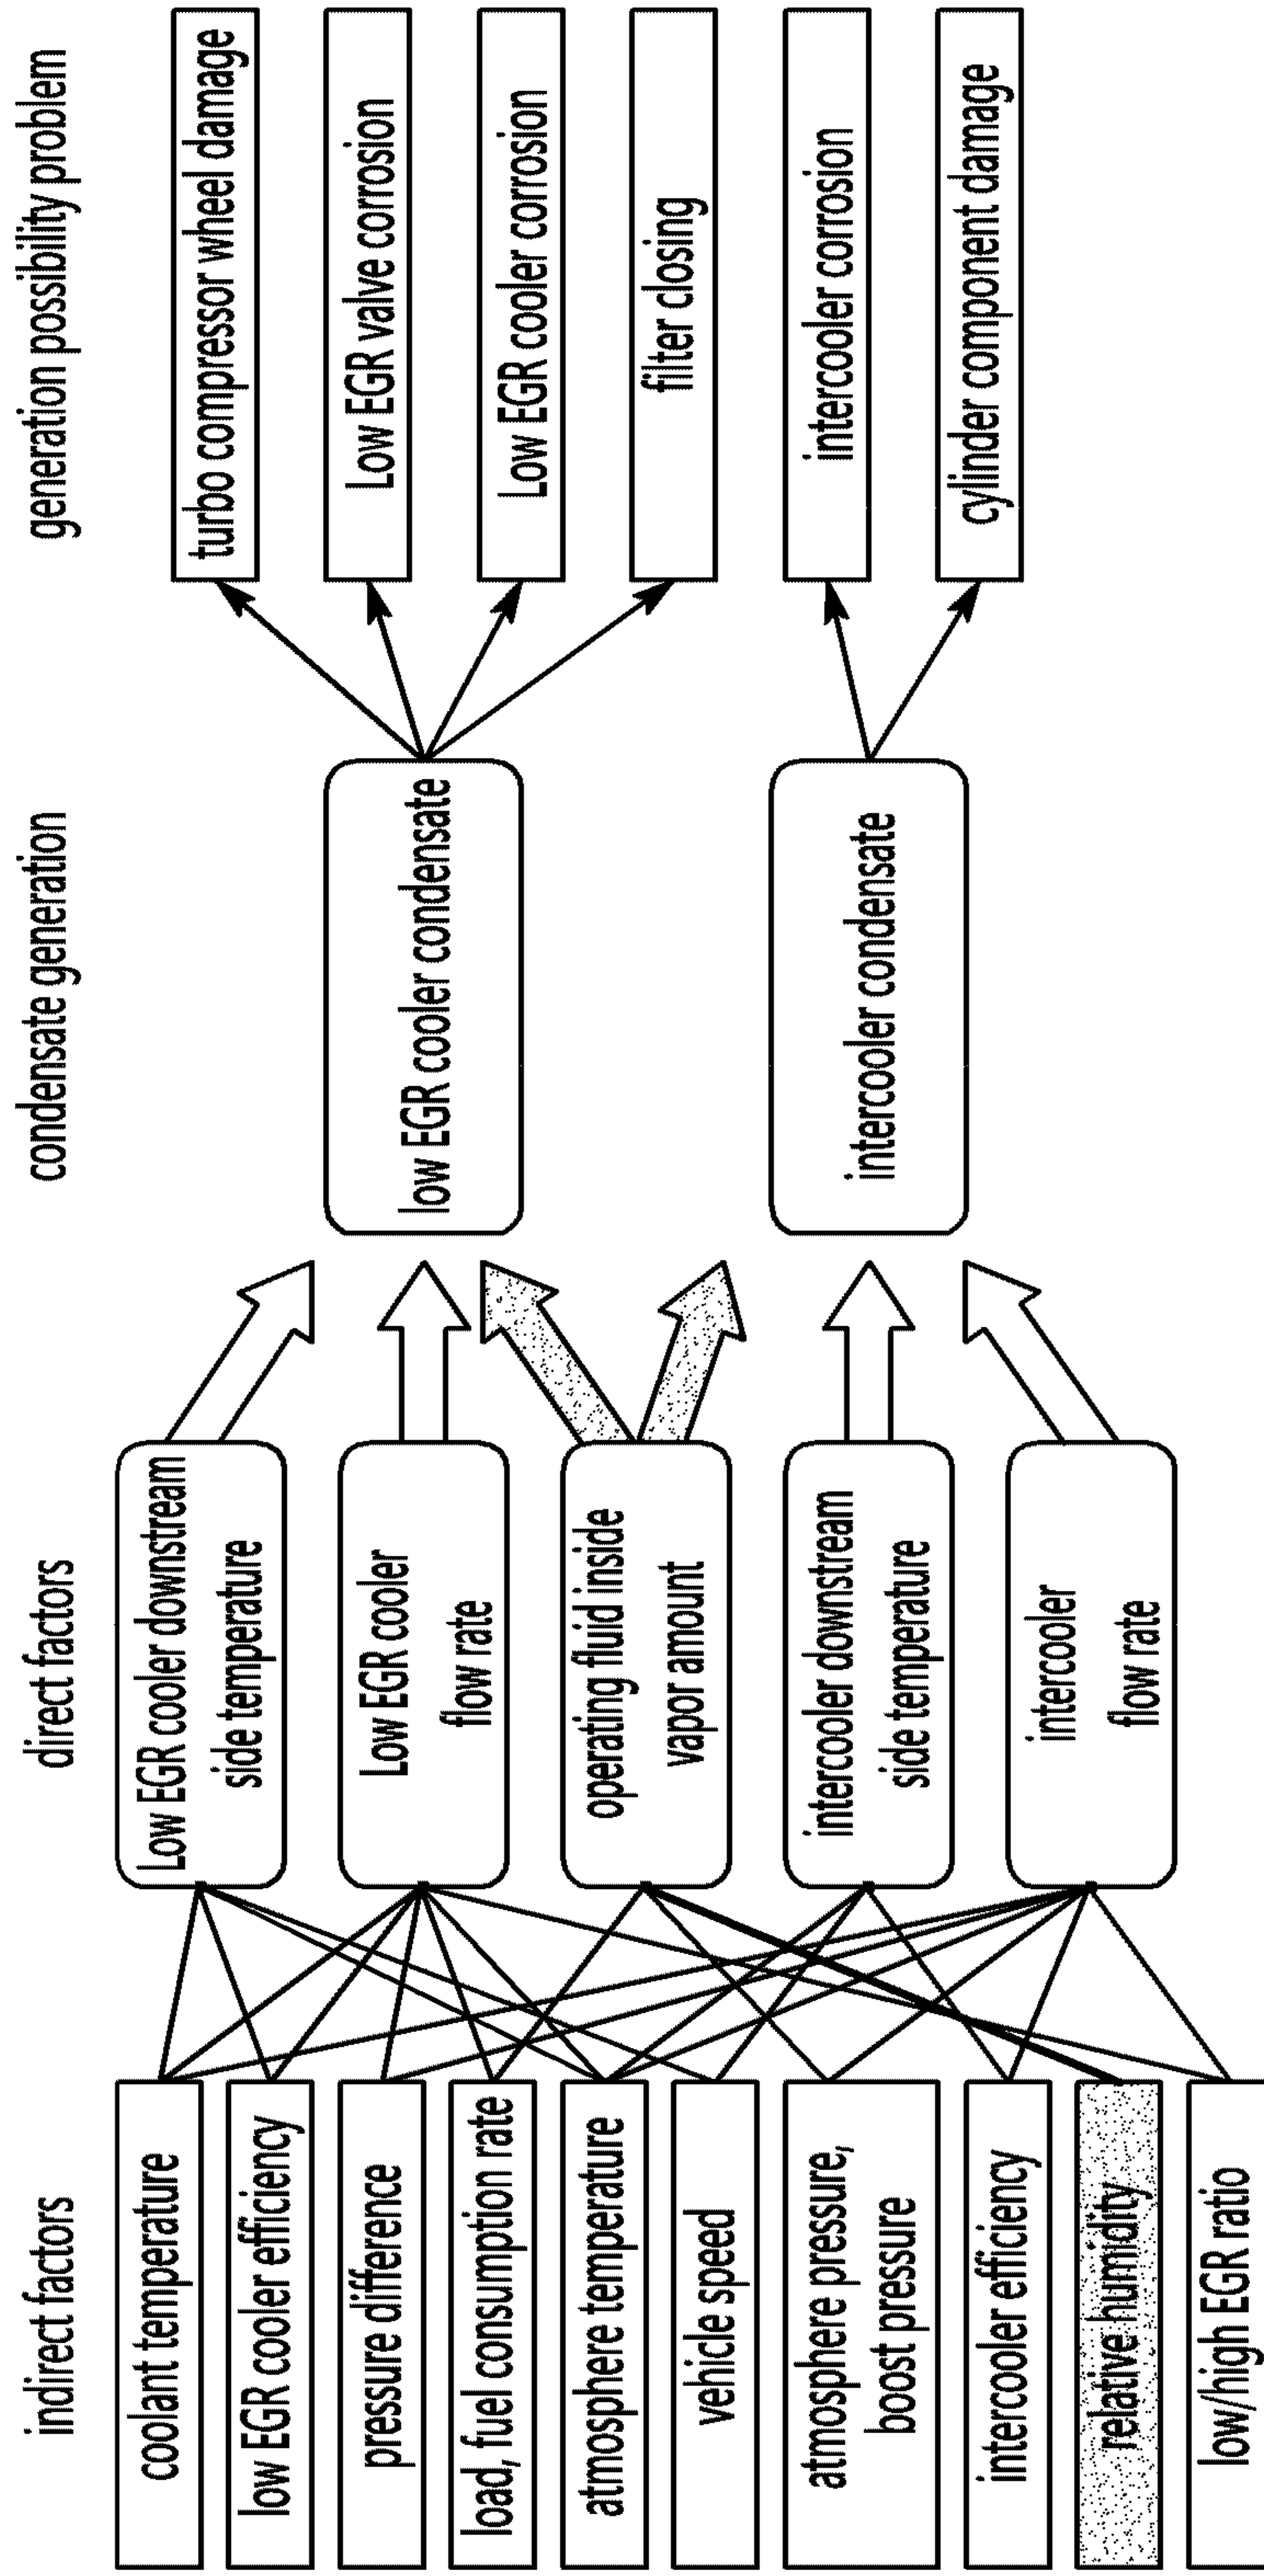 indirect factors
coolant temperature
low EGR cooler efficiency
pressure difference
load, fuel consumption rate
atmosphere temperature
vehicle speed
atmosphere pressure,
boost pressure
intercooler efficiency
relative humidity
low/high EGR ratio
direct factors
Low EGR cooler downstream
side temperature
Low EGR cooler
flow rate
operating fluid inside
vapor amount
intercooler downstream
side temperature
intercooler
flow rate
condensate generation
low EGR cooler condensate
intercooler condensate
generation possibility problem
turbo compressor wheel damage
Low EGR valve corrosion
Low EGR cooler corrosion
filter closing
intercooler corrosion
cylinder component damage